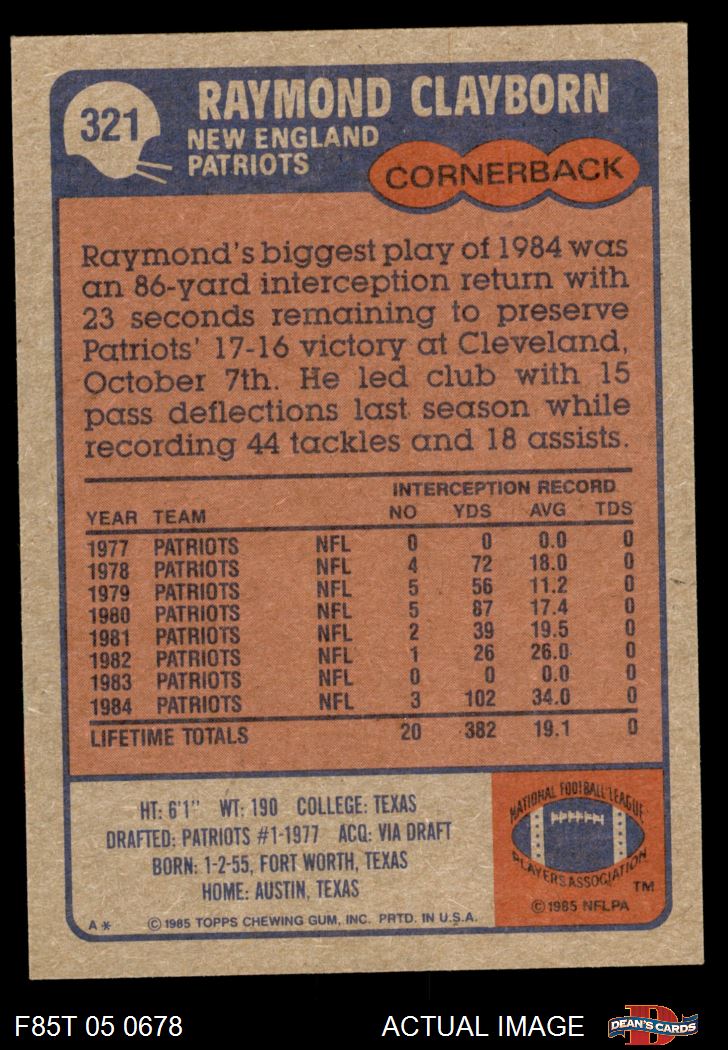 321
RAYMOND CLAYBORN
NEW ENGLAND
PATRIOTS
CORNERBACK
Raymond's biggest play of 1984 was
an 86-yard interception return with
23 seconds remaining to preserve
Patriots' 17-16 victory at Cleveland,
October 7th. He led club with 15
pass deflections last season while
recording 44 tackles and 18 assists.
INTERCEPTION RECORD
YEAR TEAM NO YDS AVG TDS
1977 PATRIOTS NFL 0 0 0.0 0
1978 PATRIOTS NFL 4 72 18.0 0
1979 PATRIOTS NFL 5 56 11.2 0
1980 PATRIOTS NFL 5 87 17.4 0
1981 PATRIOTS NFL 2 39 19.5 0
1982 PATRIOTS NFL 1 26 26.0 0
1983 PATRIOTS NFL 0 0 0.0 0
1984 PATRIOTS NFL 3 102 34.0 0
LIFETIME TOTALS 20 382 19.1 0
HT: 6'1" WT: 190 COLLEGE: TEXAS
DRAFTED: PATRIOTS #1-1977 ACQ: VIA DRAFT
BORN: 1-2-55, FORT WORTH, TEXAS
HOME: AUSTIN, TEXAS
A* © 1985 TOPPS CHEWING GUM, INC. PRTD. IN U.S.A.
NATIONAL FOOTBALL LEAGUE
PLAYERS ASSOCIATION
TM
© 1985 NFLPA
F85T 05 0678
ACTUAL IMAGE
D
DEAN'S CARDS